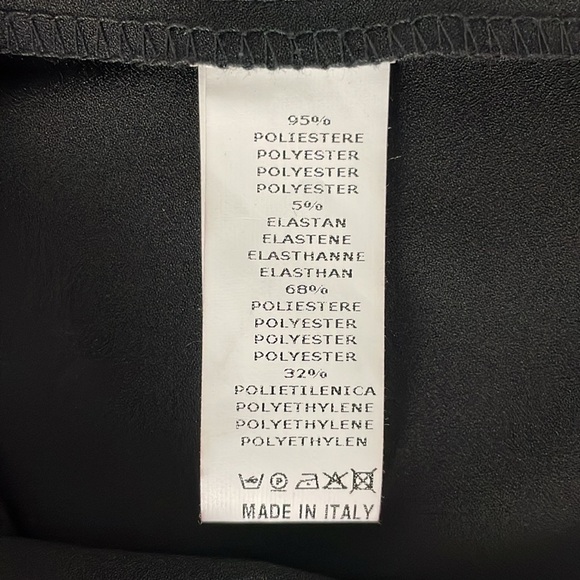 95%
POLIESTERE
POLYESTER
POLYESTER
POLYESTER
5%
ELASTAN
ELASTENE
ELASTHANNE
ELASTHAN
68%
POLIESTERE
POLYESTER
POLYESTER
POLYESTER
32%
POLIETILENICA
POLYETHYLENE
POLYETHYLENE
POLYETHYLEN
P
MADE IN ITALY